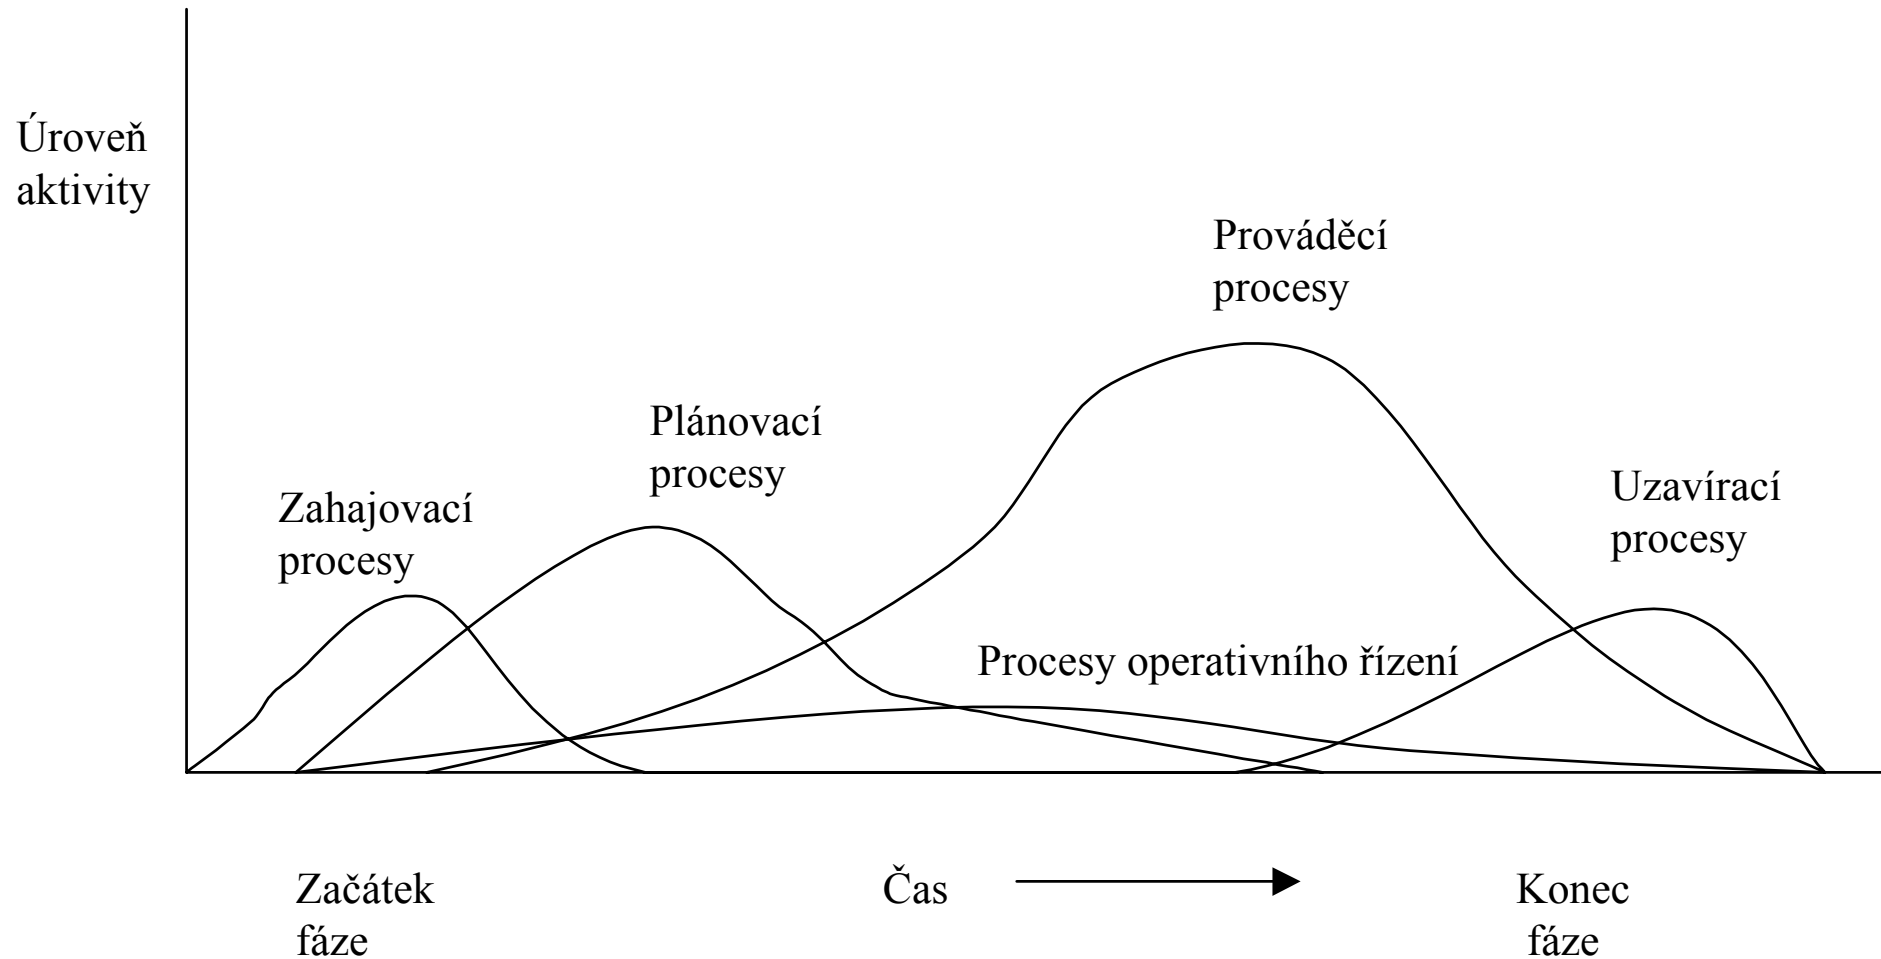 Úroveň
aktivity
Prováděcí
procesy
Plánovací
procesy
Uzavírací
procesy
Zahajovací
procesy
Procesy operativního řízení
Začátek
fáze
Čas
Konec
fáze